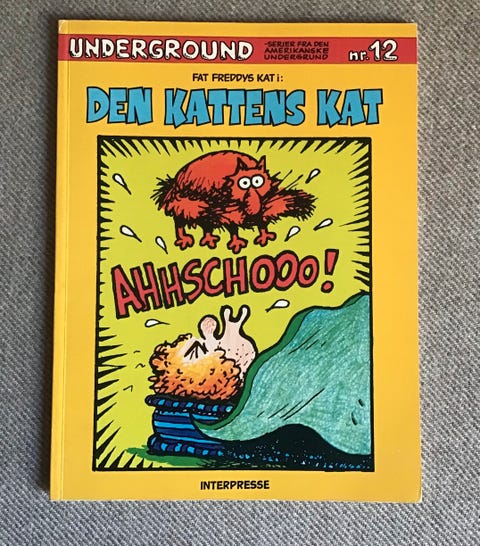 UNDERGROUND
-SERIER FRA DEN
AMERIKANSKE
UNDERGRUND
nr. 12
FAT FREDDYS KAT i:
DEN KATTENS KAT
AHHSCHOOO!
INTERPRESSE